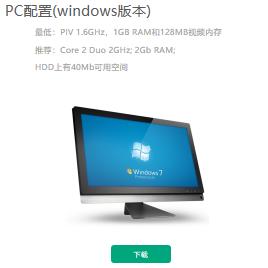 PC配置(windows版本)
最低：PIV 1.6GHz，1GB RAM和128MB视频内存
推荐：Core 2 Duo 2GHz; 2Gb RAM;
HDD上有40Mb可用空间
Windows 7
下载